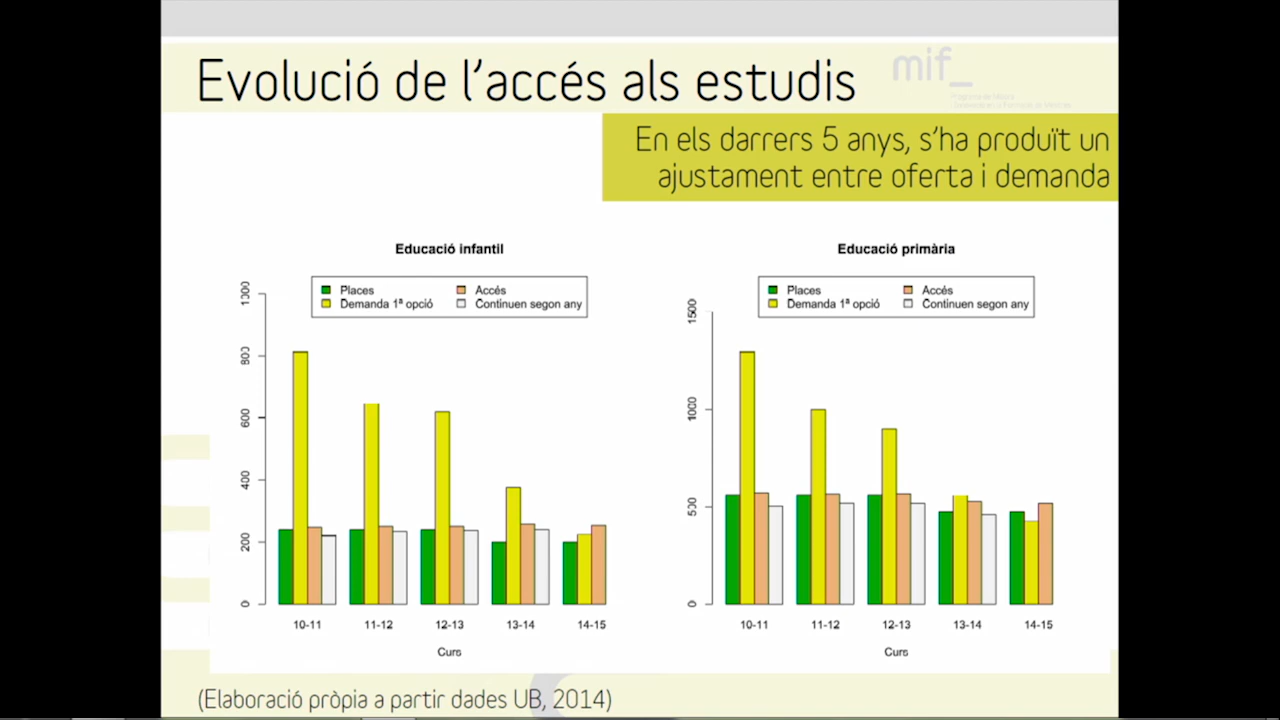 Evolució de l'accés als estudis
mif_
En els darrers 5 anys, s'ha produït un
ajustament entre oferta i demanda
Educació infantil
Places
Accés
Demanda 1ª opció
Continuen segon any
1000
800
600
400
200
0
10-11
11-12
12-13
13-14
14-15
Curs
Educació primària
Places
Accés
Demanda 1ª opció
Continuen segon any
1500
1000
500
0
10-11
11-12
12-13
13-14
14-15
Curs
(Elaboració pròpia a partir dades UB, 2014)